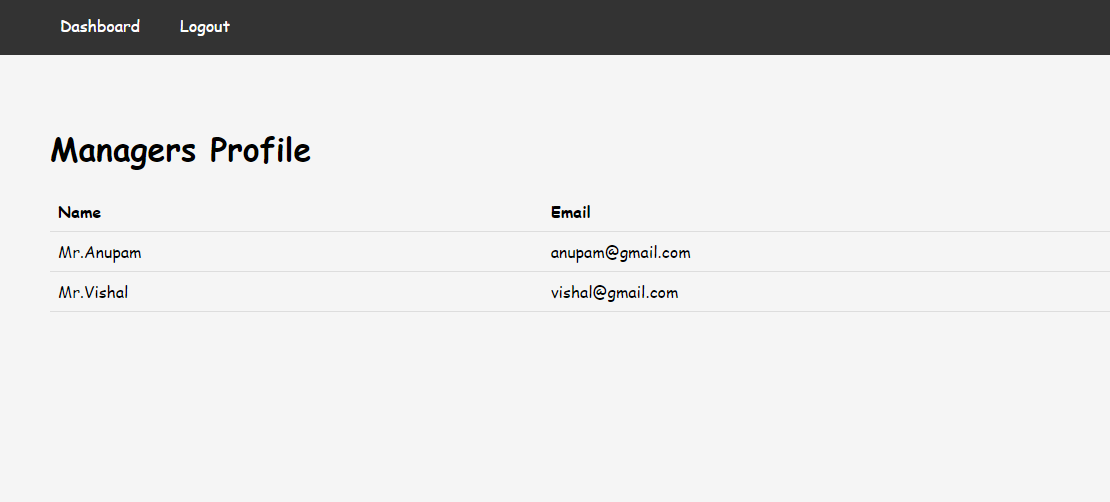 Dashboard Logout
Managers Profile
Name Email
Mr.Anupam anupam@gmail.com
Mr.Vishal vishal@gmail.com